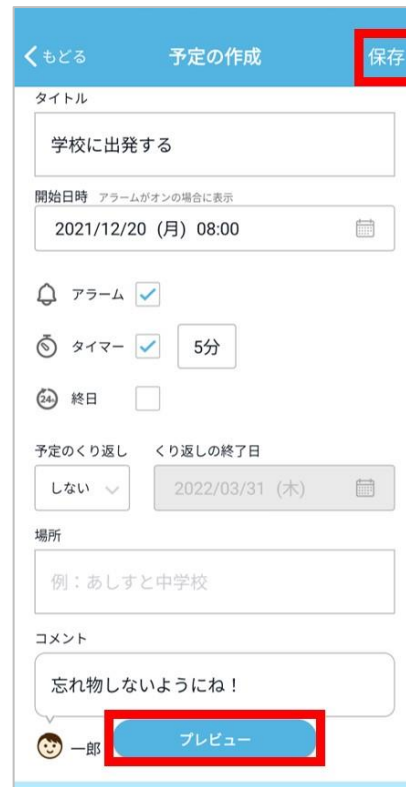 もどる 予定の作成 保存
タイトル
学校に出発する
開始日時 アラームがオンの場合に表示
2021/12/20 (月) 08:00
アラーム
タイマー 5分
24h 終日
予定のくり返し くり返しの終了日
しない 2022/03/31 (木)
場所
例：あしすと中学校
コメント
忘れ物しないようにね！
一郎 プレビュー